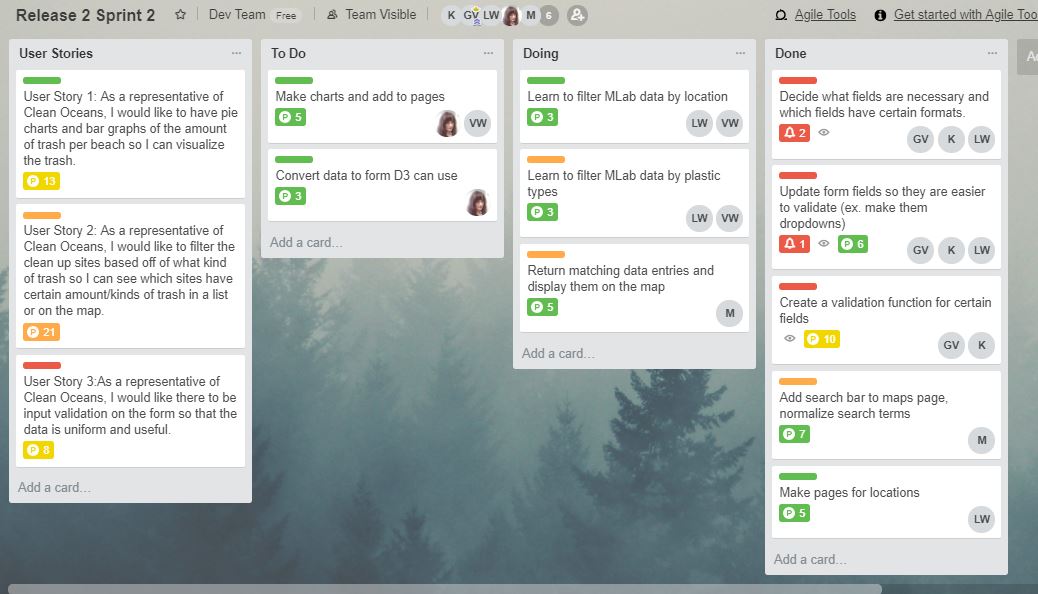 Release 2 Sprint 2
Dev Team Free
Team Visible
K GV LW M 6
Agile Tools
Get started with Agile Too
User Stories
User Story 1: As a representative of
Clean Oceans, I would like to have pie
charts and bar graphs of the amount
of trash per beach so I can visualize
the trash.
P 13
User Story 2: As a representative of
Clean Oceans, I would like to filter the
clean up sites based off of what kind
of trash so I can see which sites have
certain amount/kinds of trash in a list
or on the map.
P 21
User Story 3:As a representative of
Clean Oceans, I would like there to be
input validation on the form so that the
data is uniform and useful.
P 8
Add a card...
To Do
Make charts and add to pages
P 5
VW
Convert data to form D3 can use
P 3
Add a card...
Doing
Learn to filter MLab data by location
P 3
LW VW
Learn to filter MLab data by plastic
types
P 3
LW VW
Return matching data entries and
display them on the map
P 5
M
Add a card...
Done
Decide what fields are necessary and
which fields have certain formats.
2
GV K LW
Update form fields so they are easier
to validate (ex. make them
dropdowns)
1 P 6
GV K LW
Create a validation function for certain
fields
P 10
GV K
Add search bar to maps page,
normalize search terms
P 7
M
Make pages for locations
P 5
LW
Add a card...